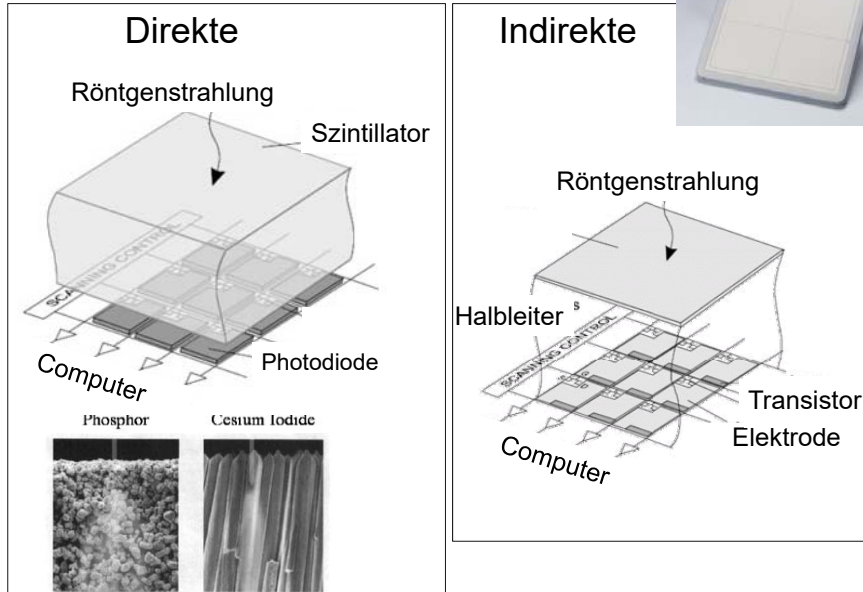 Direkte
Röntgenstrahlung
Szintillator
SCANNING CONTROL
Photodiode
Computer
Phosphor
Cesium Iodide
Indirekte
Röntgenstrahlung
Halbleiter
s
SCANNING CONTROL
Transistor
Elektrode
Computer